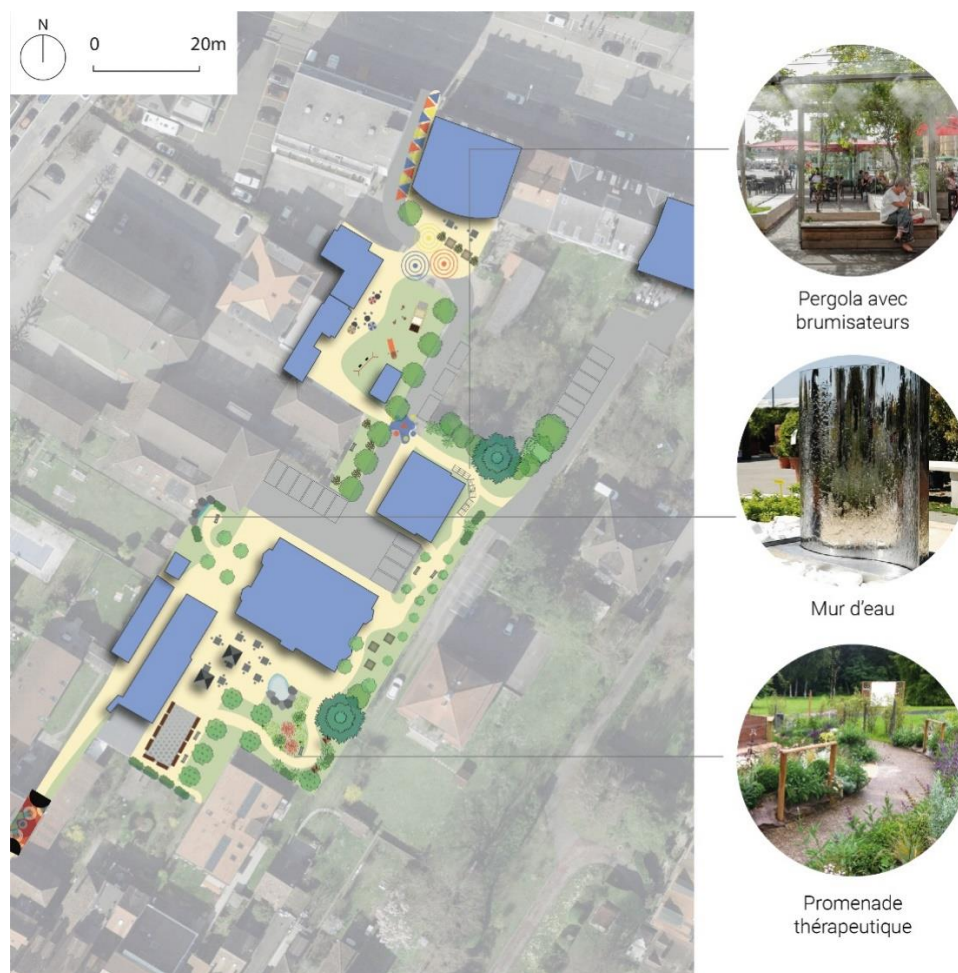 N
0 20m
Pergola avec
brumisateurs
Mur d'eau
Promenade
thérapeutique